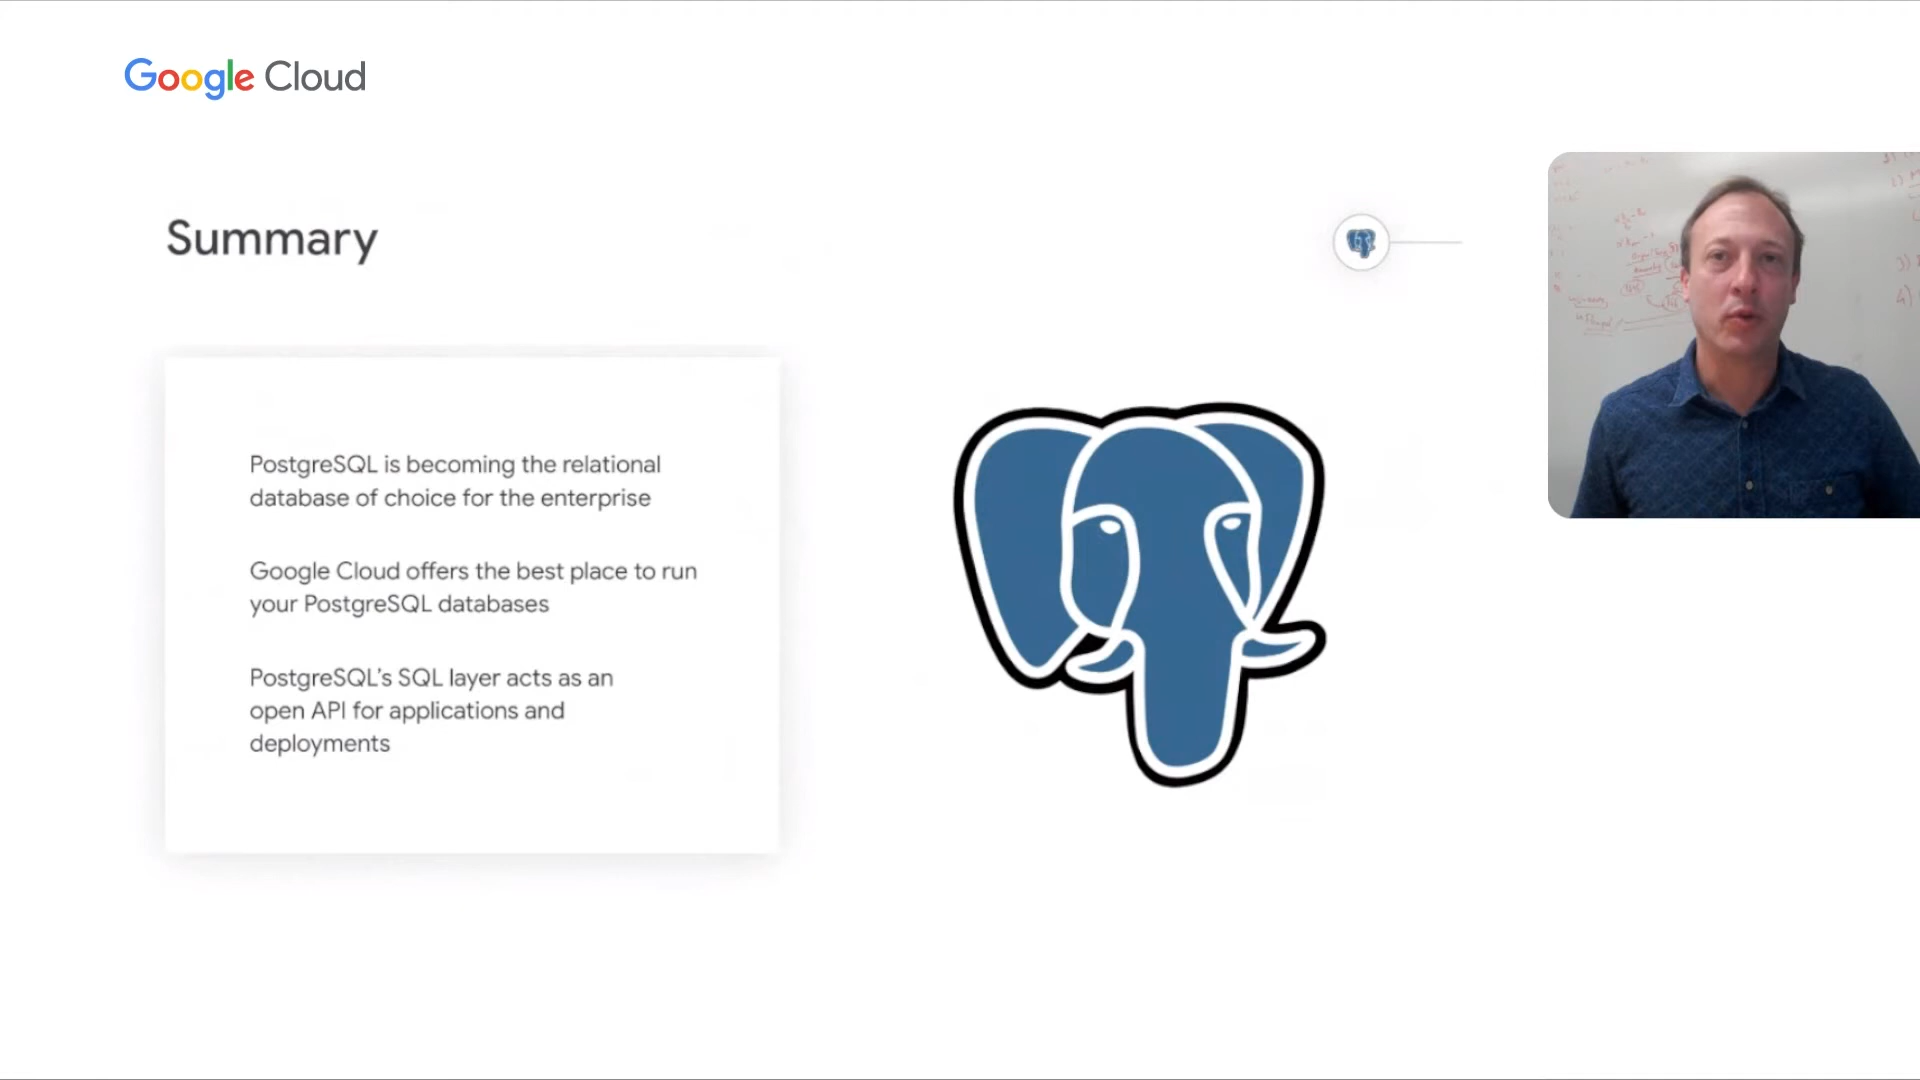 Google Cloud
Summary
PostgreSQL is becoming the relational
database of choice for the enterprise
Google Cloud offers the best place to run
your PostgreSQL databases
PostgreSQL’s SQL layer acts as an
open API for applications and
deployments